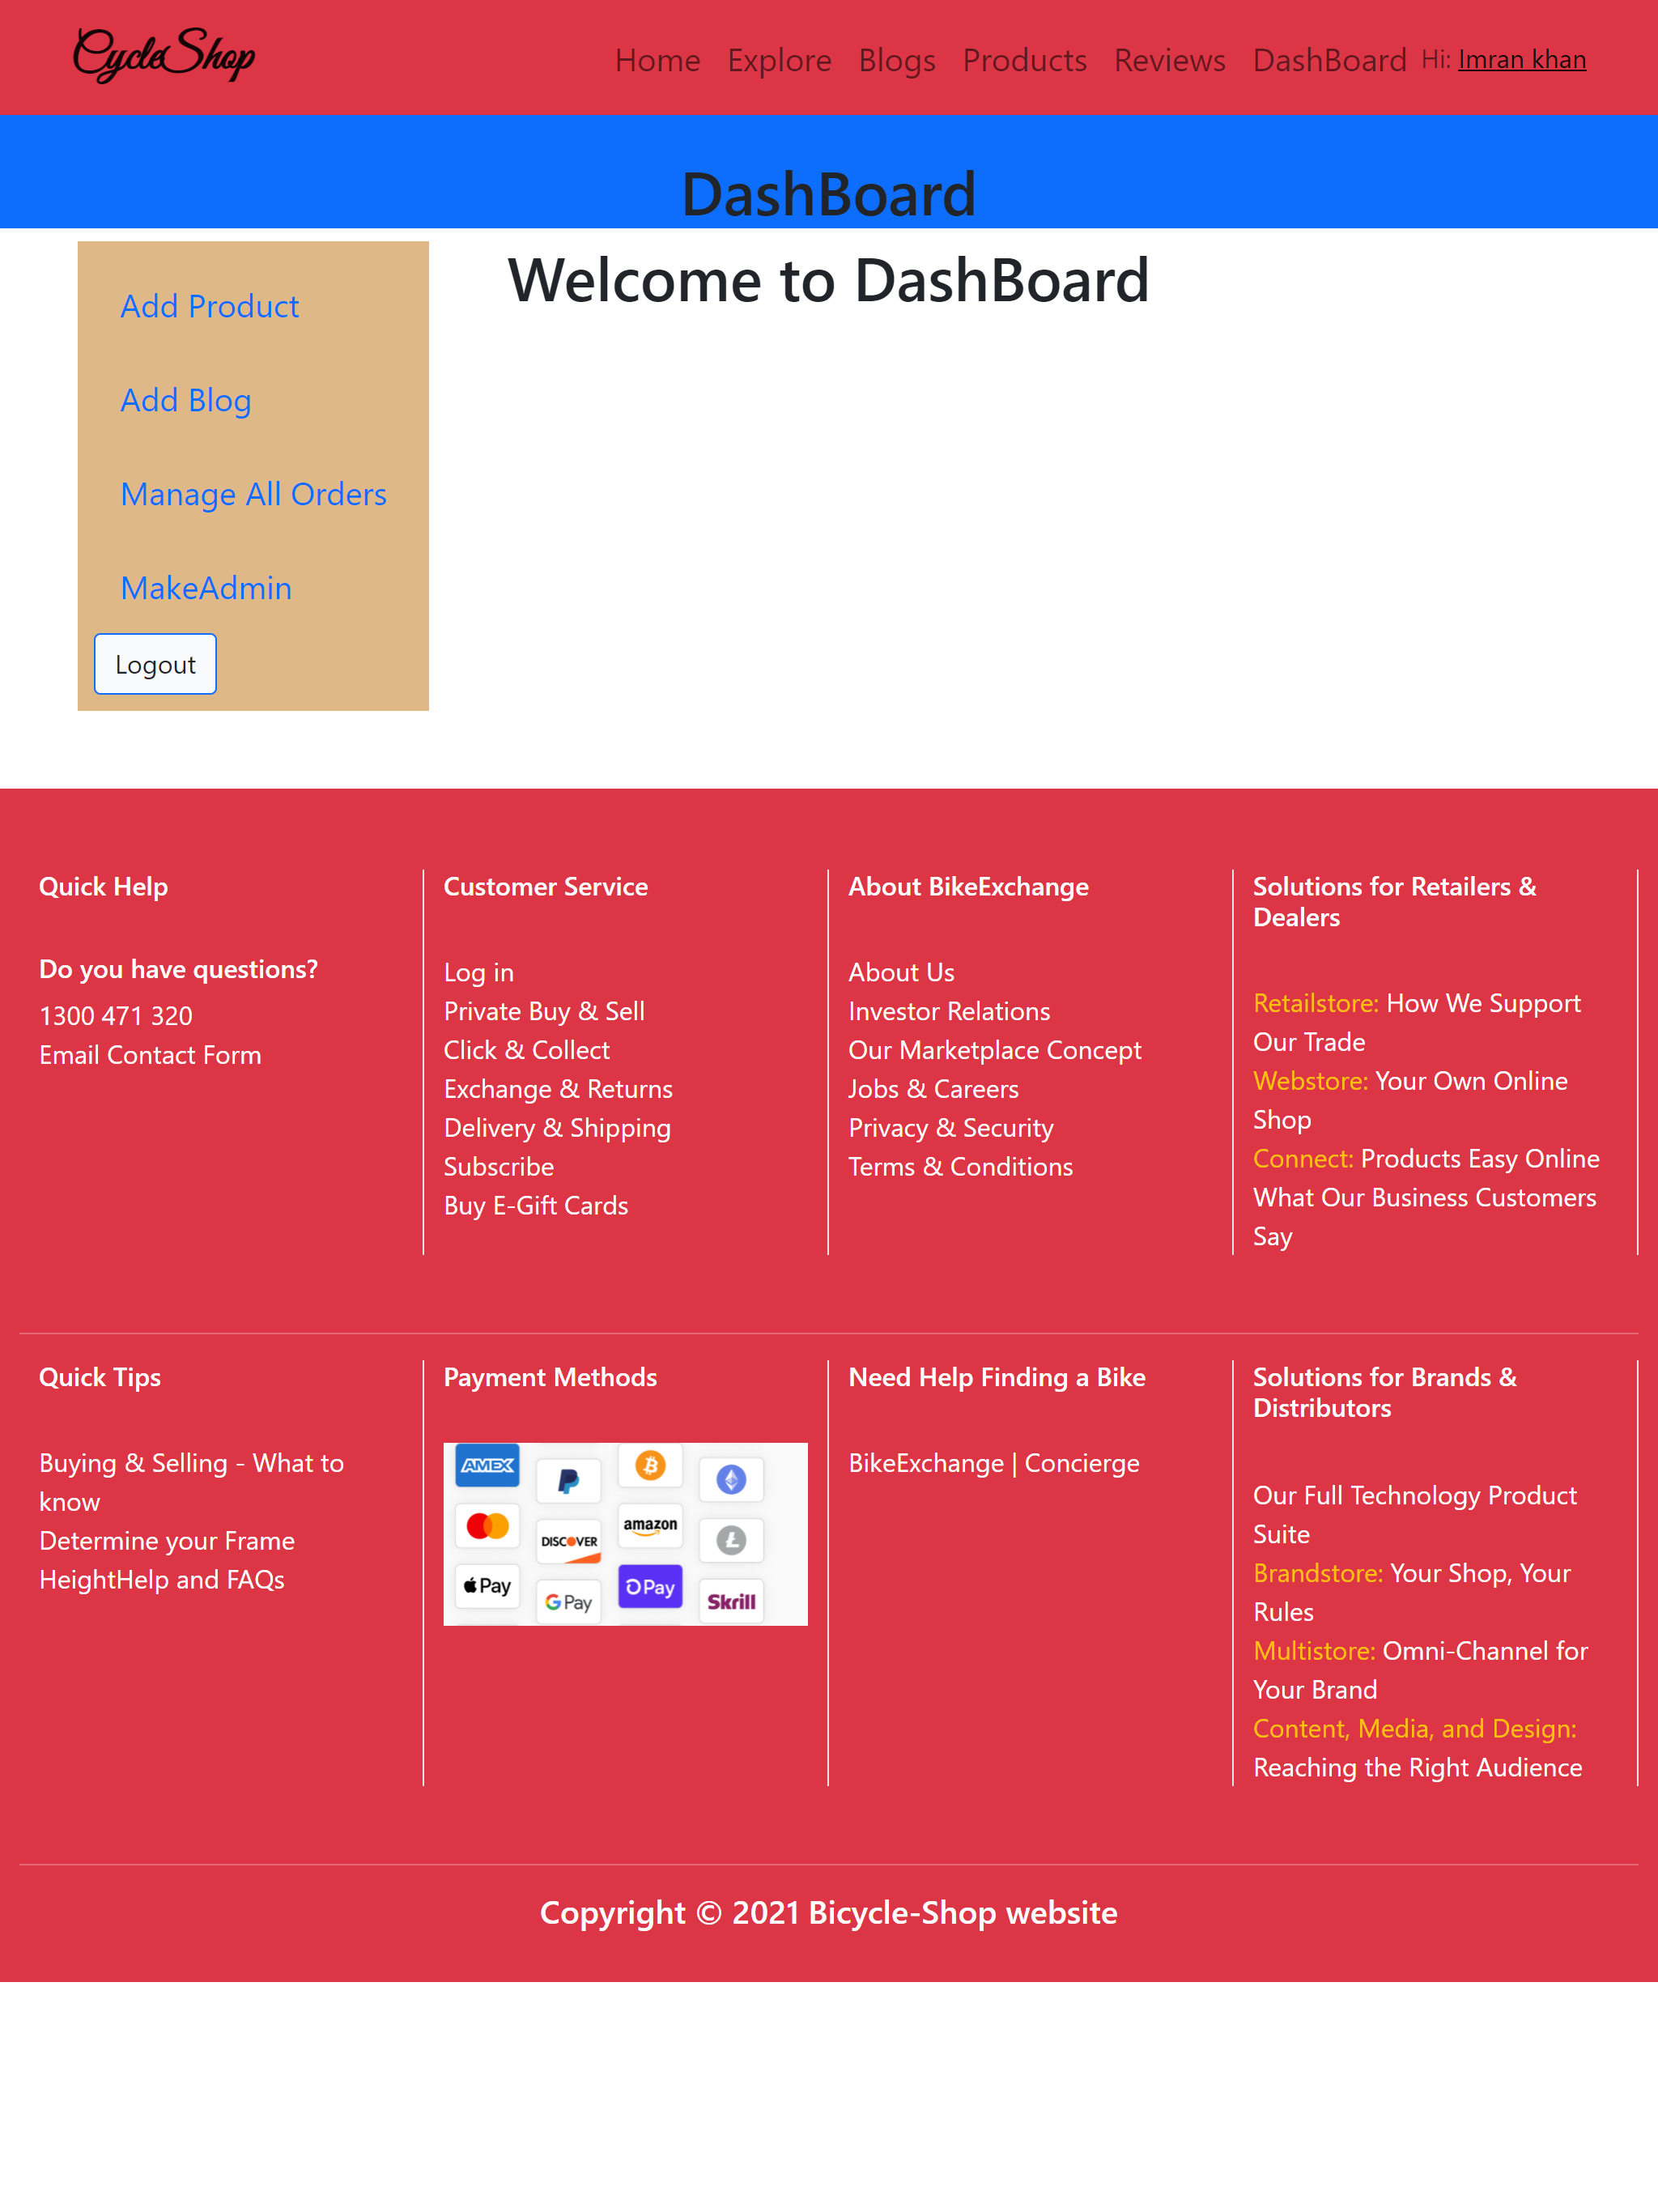 CycleShop
Home Explore Blogs Products Reviews DashBoard Hi: Imran khan
DashBoard
Welcome to DashBoard
Add Product
Add Blog
Manage All Orders
MakeAdmin
Logout
Quick Help
Do you have questions?
1300 471 320
Email Contact Form
Customer Service
Log in
Private Buy & Sell
Click & Collect
Exchange & Returns
Delivery & Shipping
Subscribe
Buy E-Gift Cards
About BikeExchange
About Us
Investor Relations
Our Marketplace Concept
Jobs & Careers
Privacy & Security
Terms & Conditions
Solutions for Retailers &
Dealers
Retailstore: How We Support
Our Trade
Webstore: Your Own Online
Shop
Connect: Products Easy Online
What Our Business Customers
Say
Quick Tips
Buying & Selling - What to
know
Determine your Frame
HeightHelp and FAQs
Payment Methods
AMEX
DISCOVER
amazon
Pay
G Pay
Pay
Skrill
Need Help Finding a Bike
BikeExchange | Concierge
Solutions for Brands &
Distributors
Our Full Technology Product
Suite
Brandstore: Your Shop, Your
Rules
Multistore: Omni-Channel for
Your Brand
Content, Media, and Design:
Reaching the Right Audience
Copyright © 2021 Bicycle-Shop website